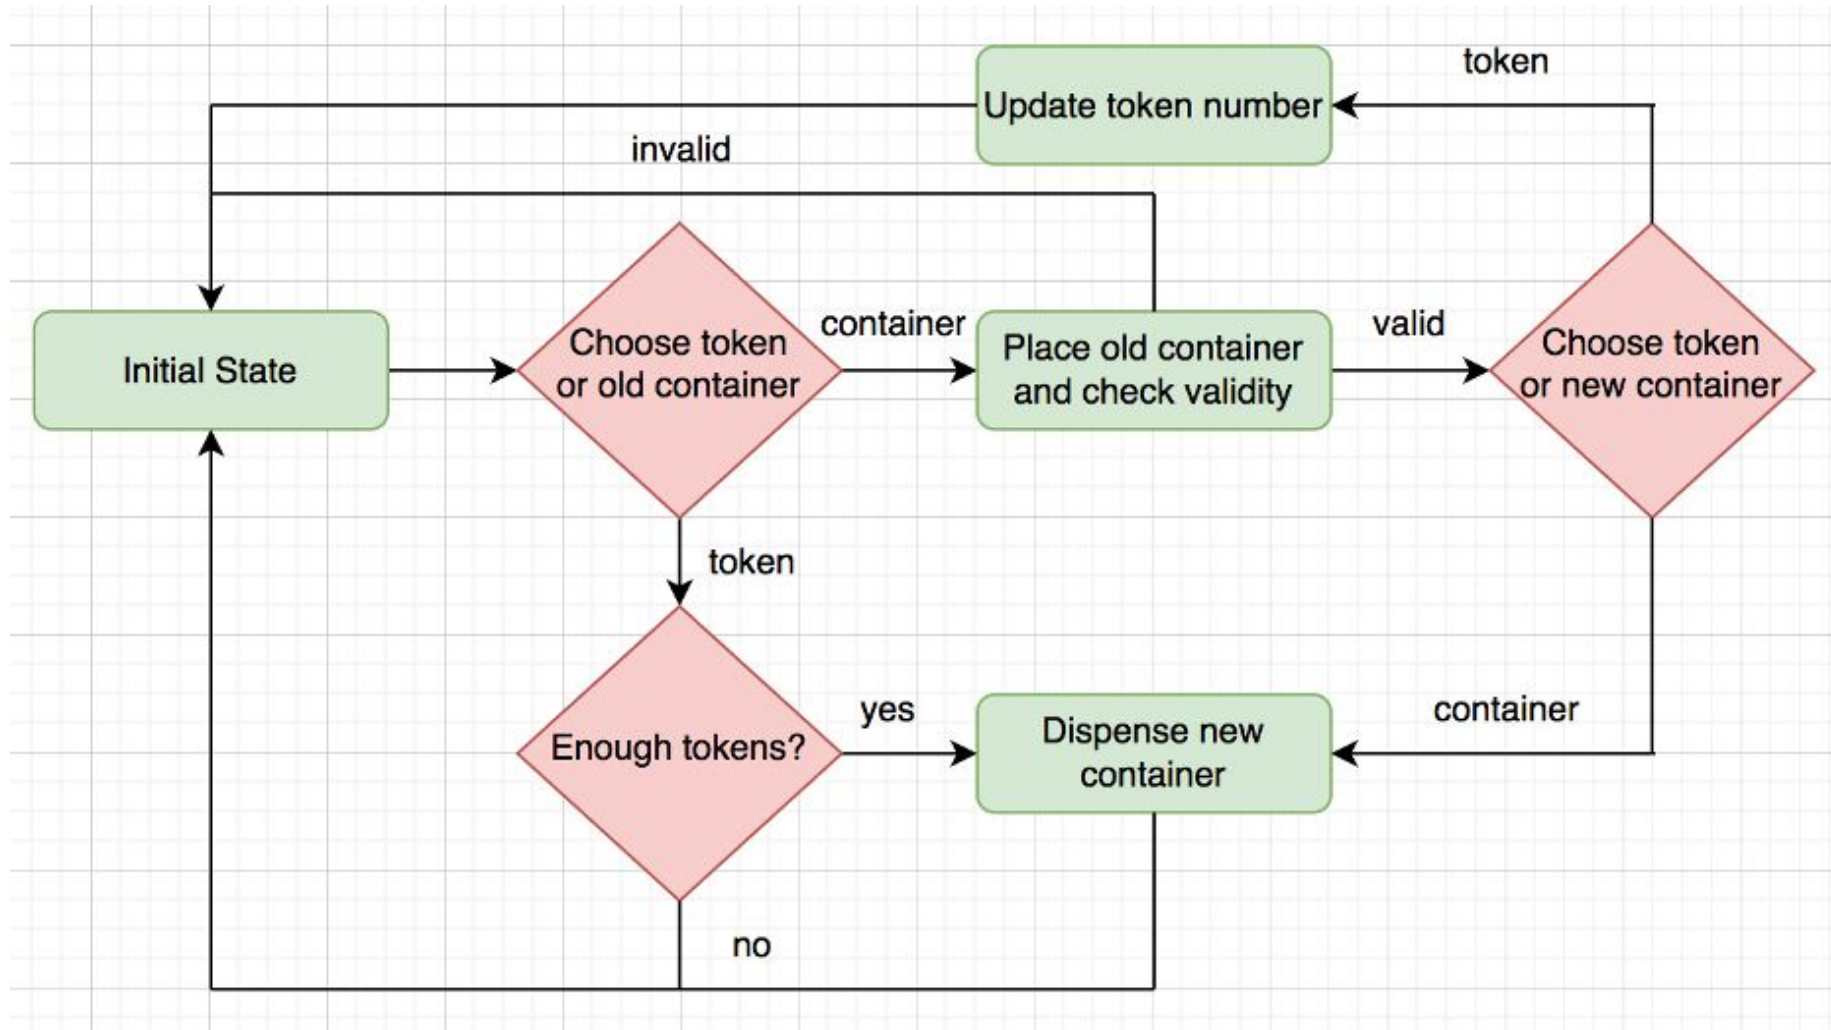 token
Update token number
invalid
Choose token
or old container
container
Place old container
and check validity
valid
Choose token
or new container
Initial State
token
Enough tokens?
yes
Dispense new
container
container
no